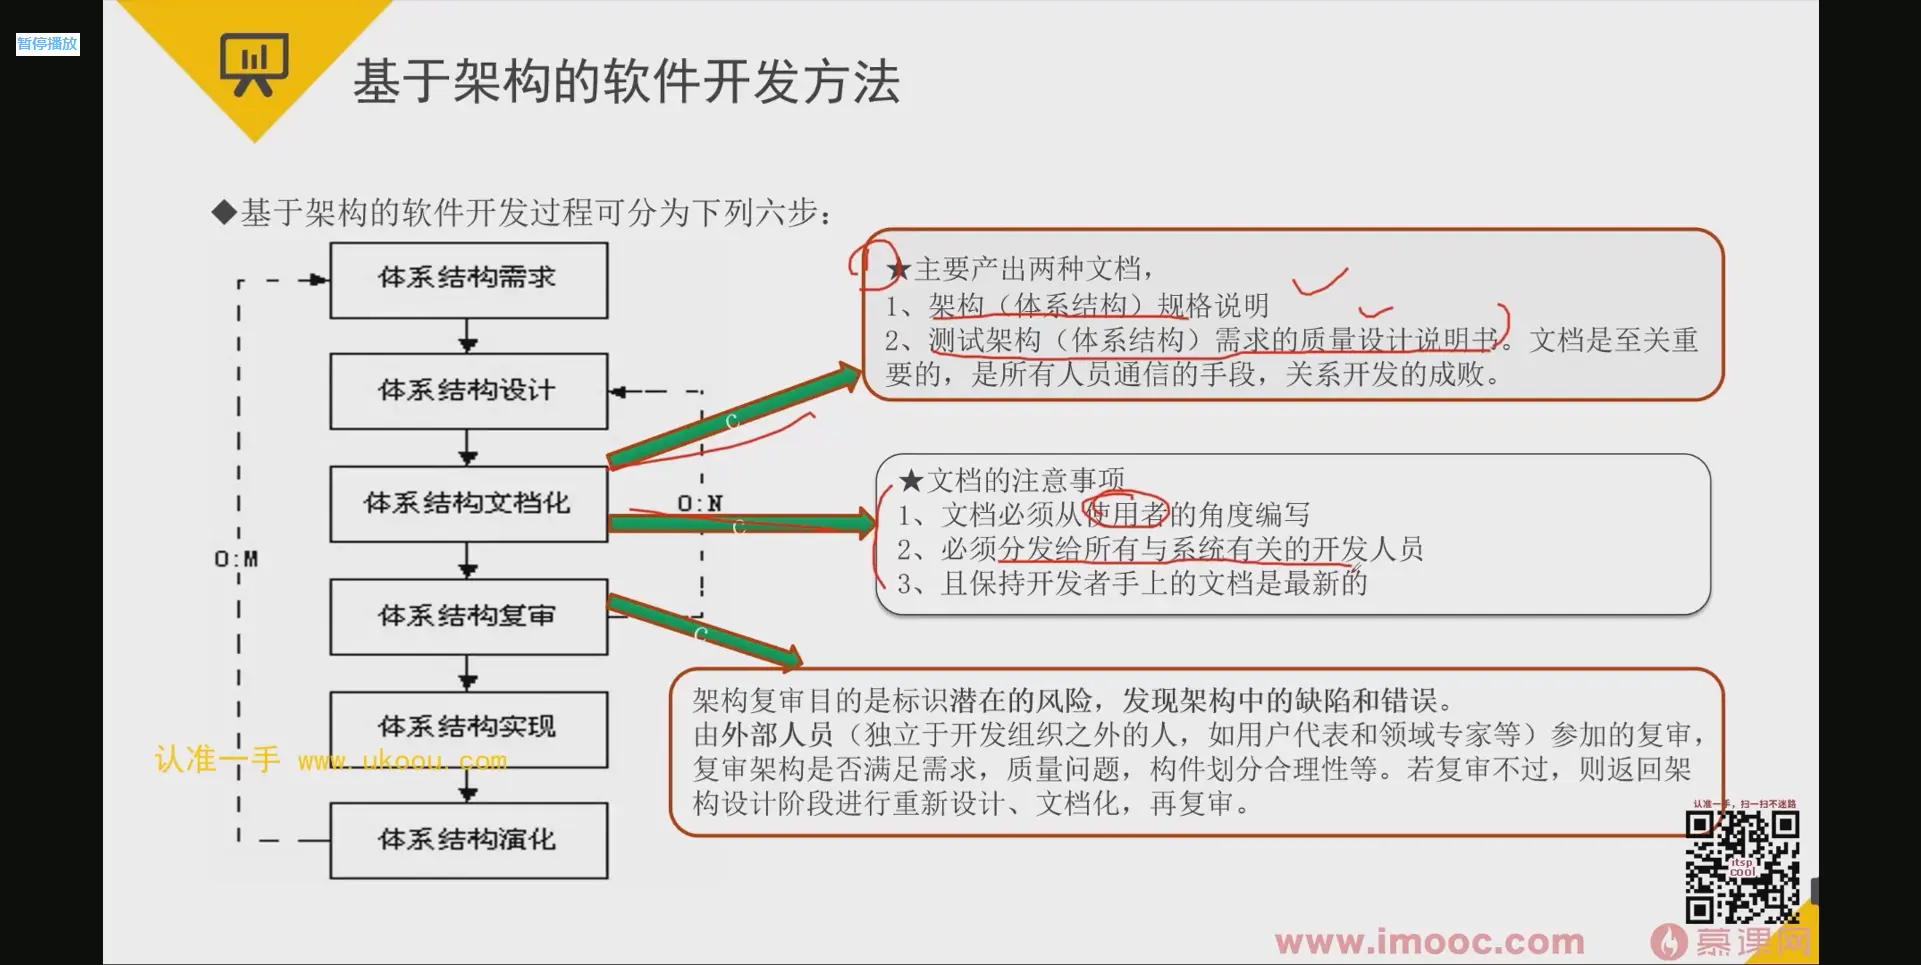 暂停播放
基于架构的软件开发方法
◆基于架构的软件开发过程可分为下列六步：
体系结构需求
体系结构设计
体系结构文档化
体系结构复审
体系结构实现
体系结构演化
O:M
O:N
C
C
C
★主要产出两种文档，
1、架构（体系结构）规格说明
2、测试架构（体系结构）需求的质量设计说明书。文档是至关重
要的，是所有人员通信的手段，关系开发的成败。
★文档的注意事项
1、文档必须从使用者的角度编写
2、必须分发给所有与系统有关的开发人员
3、且保持开发者手上的文档是最新的
架构复审目的是标识潜在的风险，发现架构中的缺陷和错误。
由外部人员（独立于开发组织之外的人，如用户代表和领域专家等）参加的复审，
复审架构是否满足需求，质量问题，构件划分合理性等。若复审不过，则返回架
构设计阶段进行重新设计、文档化，再复审。
认准一手 www.ukoou.com
认准一手，扫一扫不迷路
itsp
cool
www.imooc.com
慕课网